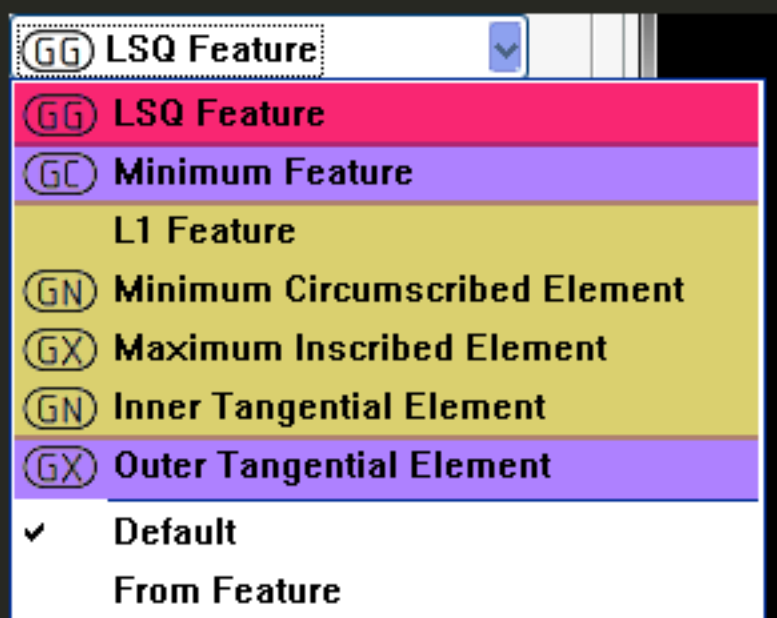 GG LSQ Feature
GG LSQ Feature
GC Minimum Feature
L1 Feature
GN Minimum Circumscribed Element
GX Maximum Inscribed Element
GN Inner Tangential Element
GX Outer Tangential Element
Default
From Feature